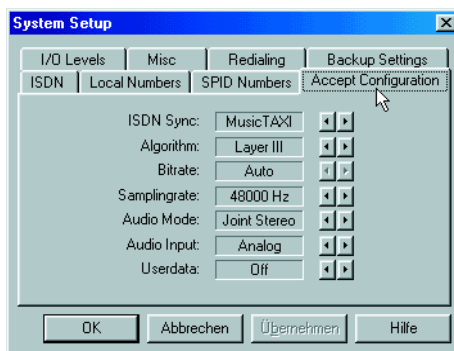 System Setup
I/O Levels Misc Redialing Backup Settings
ISDN Local Numbers SPID Numbers Accept Configuration
ISDN Sync: MusicTAXI
Algorithm: Layer III
Bitrate: Auto
Samplingrate: 48000 Hz
Audio Mode: Joint Stereo
Audio Input: Analog
Userdata: Off
OK Abbrechen Übernehmen Hilfe